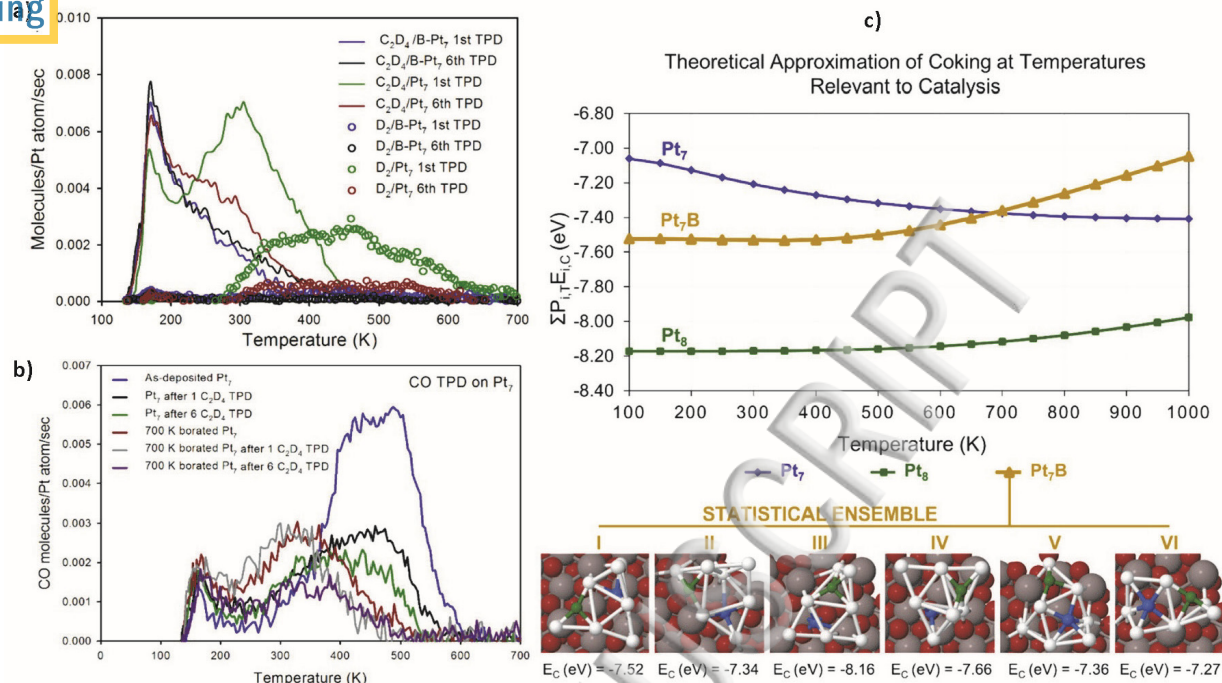 ing
a)
0.010
0.008
0.006
0.004
0.002
0.000
Molecules/Pt atom/sec
C₂D₄/B-Pt₇ 1st TPD
C₂D₄/B-Pt₇ 6th TPD
C₂D₄/Pt₇ 1st TPD
C₂D₄/Pt₇ 6th TPD
D₂/B-Pt₇ 1st TPD
D₂/B-Pt₇ 6th TPD
D₂/Pt₇ 1st TPD
D₂/Pt₇ 6th TPD
100 200 300 400 500 600 700
Temperature (K)
b)
0.007
0.006
0.005
0.004
0.003
0.002
0.001
0.000
CO molecules/Pt atom/sec
CO TPD on Pt₇
As-deposited Pt₇
Pt₇ after 1 C₂D₄ TPD
Pt₇ after 6 C₂D₄ TPD
700 K borated Pt₇
700 K borated Pt₇ after 1 C₂D₄ TPD
700 K borated Pt₇ after 6 C₂D₄ TPD
100 200 300 400 500 600 700
Temperature (K)
c)
Theoretical Approximation of Coking at Temperatures
Relevant to Catalysis
-6.80
-7.00
-7.20
-7.40
-7.60
-7.80
-8.00
-8.20
-8.40
ΣPᵢ,ₜEᵢ,C (eV)
Pt₇
Pt₇B
Pt₈
100 200 300 400 500 600 700 800 900 1000
Temperature (K)
Pt₇ Pt₈ Pt₇B
STATISTICAL ENSEMBLE
I II III IV V VI
E_C (eV) = -7.52 E_C (eV) = -7.34 E_C (eV) = -8.16 E_C (eV) = -7.66 E_C (eV) = -7.36 E_C (eV) = -7.27
SCRIPT